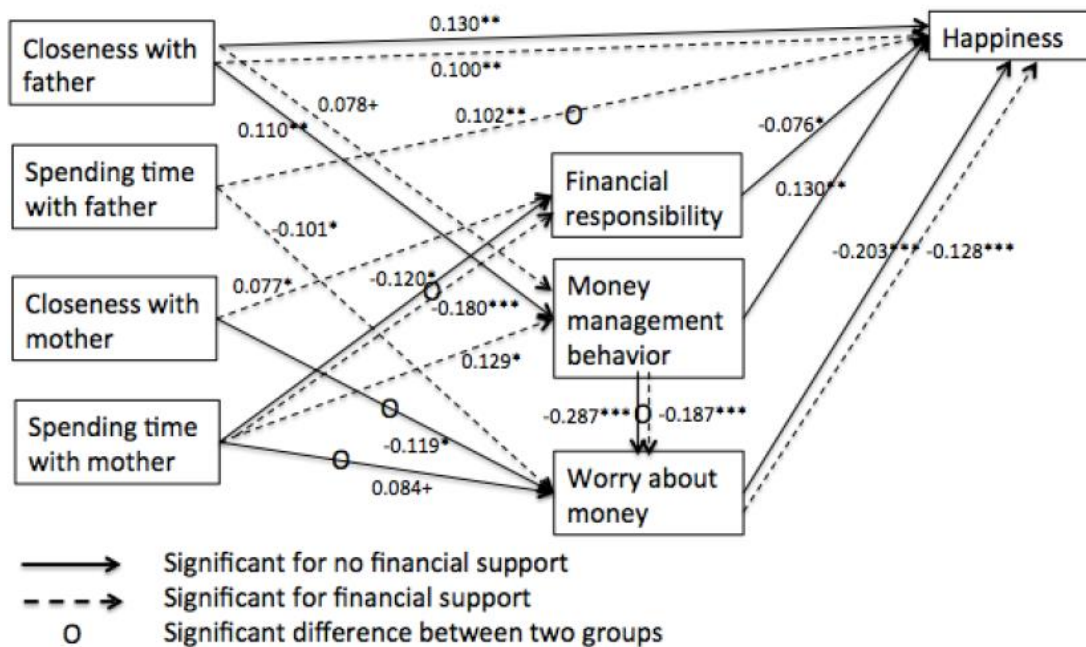 0.130**
Closeness with
father
Happiness
0.100**
0.078+
0.110**
0.102**
O
-0.076*
Spending time
with father
Financial
responsibility
0.130**
-0.101*
-0.120*
O
-0.203***
-0.128***
0.077*
-0.180***
Closeness with
mother
Money
management
behavior
0.129*
O
-0.287***
O
-0.187***
Spending time
with mother
-0.119*
O
0.084+
Worry about
money
Significant for no financial support
Significant for financial support
O
Significant difference between two groups